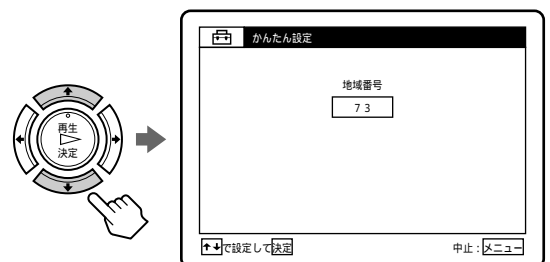 再生
決定
かんたん設定
地域番号
73
↑↓で設定して決定
中止:メニュー